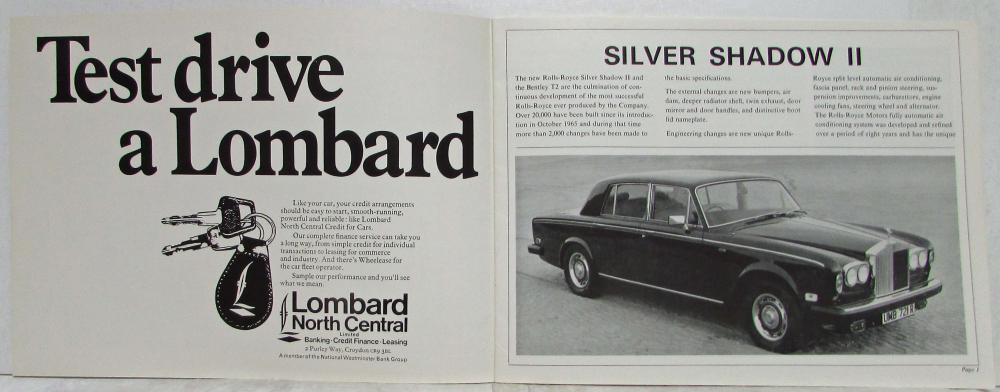 Test drive
a Lombard
Like your car, your credit arrangements
should be easy to start, smooth-running,
powerful and reliable: like Lombard
North Central Credit for Cars.
Our complete finance service can take you
a long way, from simple credit for individual
transactions to leasing for commerce
and industry. And there's Wheelease for
the car fleet operator.
Sample our performance and you'll see
what we mean.
Lombard
North Central
Limited
Banking · Credit Finance · Leasing
2 Purley Way, Croydon CR9 3BL
A member of the National Westminster Bank Group
SILVER SHADOW II
The new Rolls-Royce Silver Shadow II and
the Bentley T2 are the culmination of con-
tinuous development of the most successful
Rolls-Royce ever produced by the Company.
Over 20,000 have been built since its introduc-
tion in October 1965 and during that time
more than 2,000 changes have been made to
the basic specifications.
The external changes are new bumpers, air
dam, deeper radiator shell, twin exhaust, door
mirror and door handles, and distinctive boot
lid nameplate.
Engineering changes are new unique Rolls-
Royce split level automatic air conditioning,
fascia panel, rack and pinion steering, sus-
pension improvements, carburettors, engine
cooling fans, steering wheel and alternator.
The Rolls-Royce Motors fully automatic air
conditioning system was developed and refined
over a period of eight years and has the unique
UMB 721R
Page 1